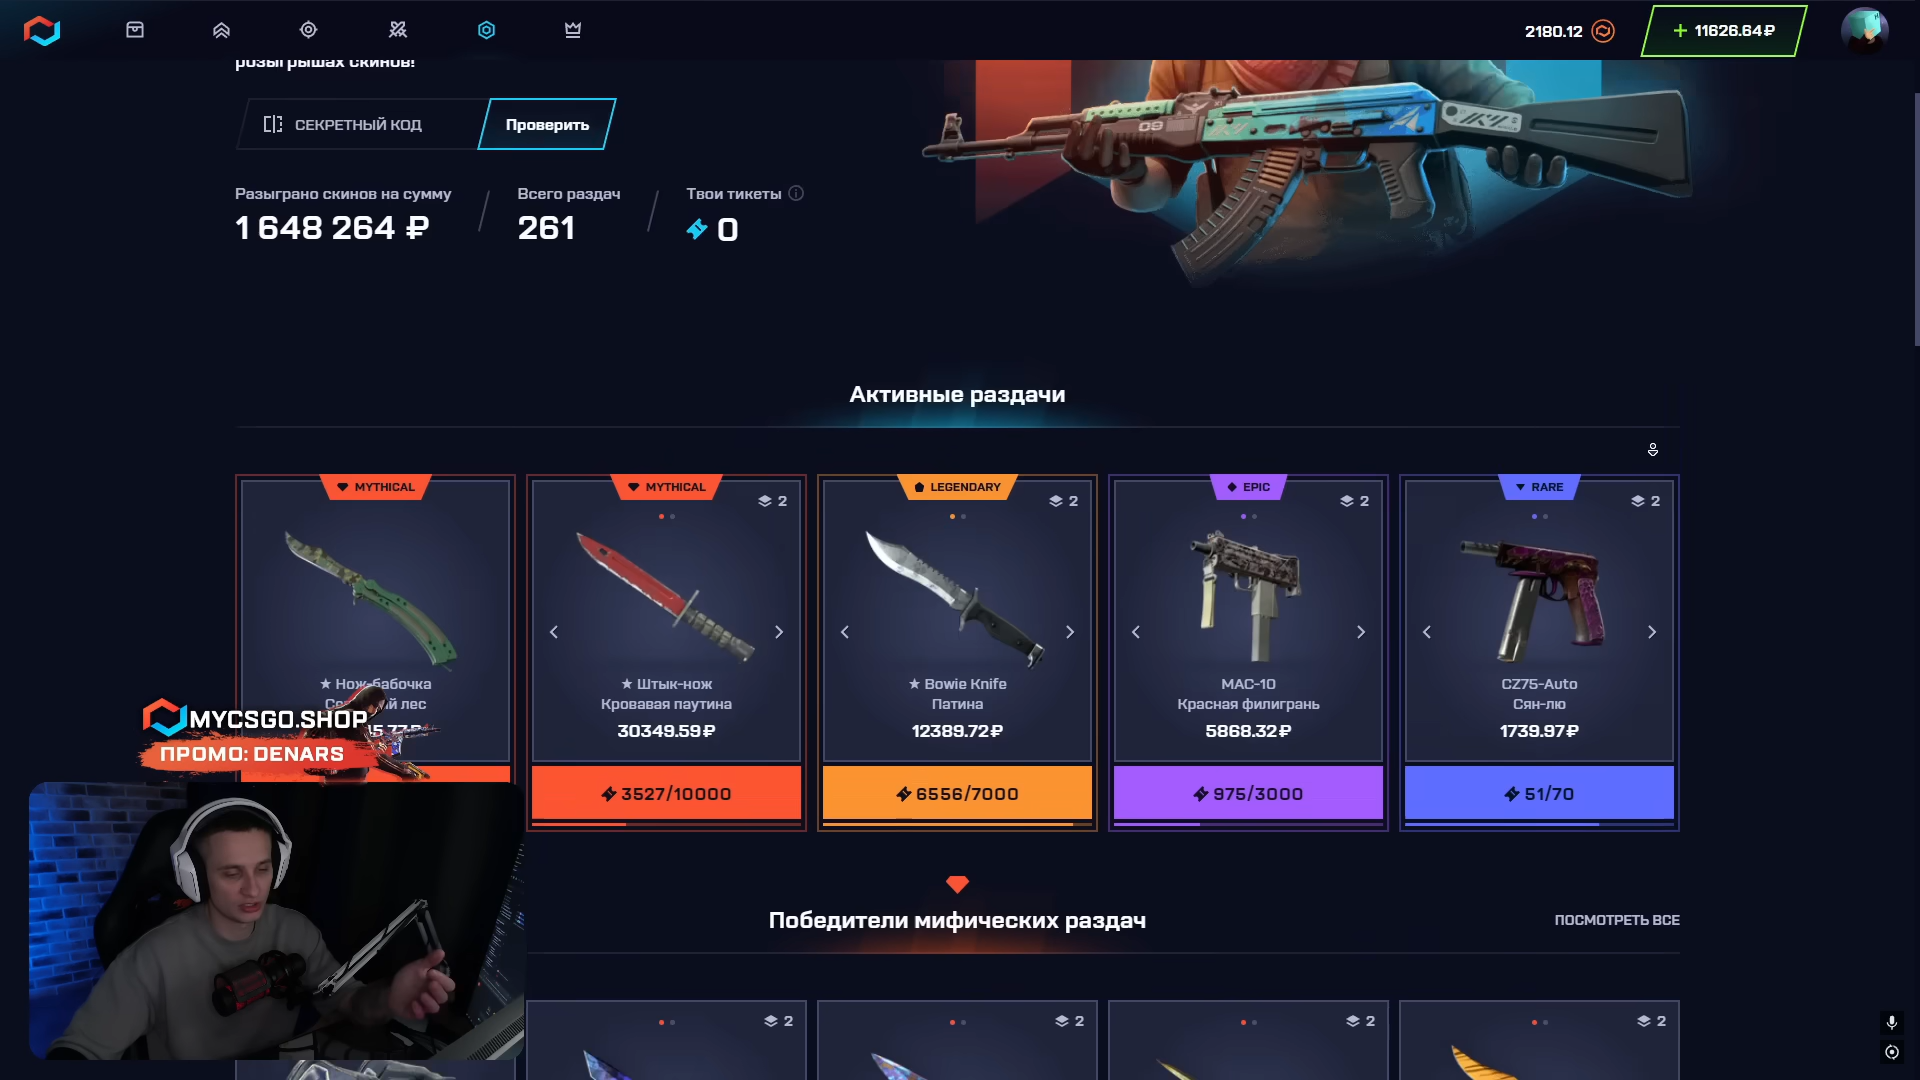 2180.12
+ 11626.64₽
розыгрышах скинов!
СЕКРЕТНЫЙ КОД
Проверить
Разыграно скинов на сумму
1 648 264 ₽
Всего раздач
261
Твои тикеты
0
09
Активные раздачи
MYTHICAL
★ Нож-бабочка
лес
MYTHICAL
2
★ Штык-нож
Кровавая паутина
30349.59₽
3527/10000
LEGENDARY
2
★ Bowie Knife
Патина
12389.72₽
6556/7000
EPIC
2
MAC-10
Красная филигрань
5868.32₽
975/3000
RARE
2
CZ75-Auto
Сян-лю
1739.97₽
51/70
MYCSGO.SHOP
ПРОМО: DENARS
Победители мифических раздач
ПОСМОТРЕТЬ ВСЕ
2
2
2
2